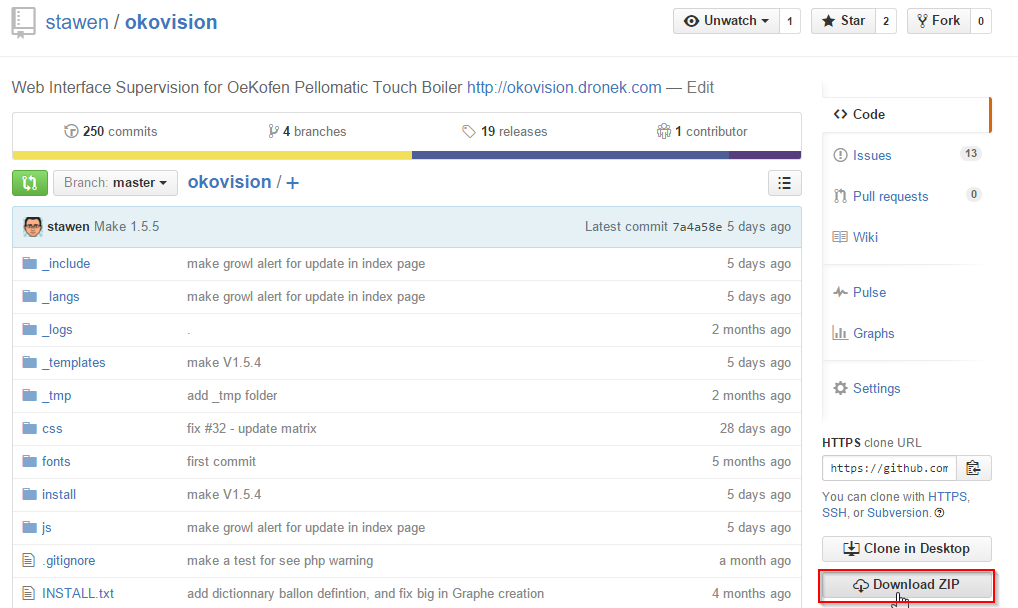 stawen / okovision
Unwatch 1 Star 2 Fork 0
Web Interface Supervision for OeKofen Pellomatic Touch Boiler http://okovision.dronek.com — Edit
250 commits 4 branches 19 releases 1 contributor
Branch: master okovision / +
stawen Make 1.5.5 Latest commit 7a4a58e 5 days ago
_include make growl alert for update in index page 5 days ago
_langs make growl alert for update in index page 5 days ago
_logs . 2 months ago
_templates make V1.5.4 5 days ago
_tmp add _tmp folder 2 months ago
css fix #32 - update matrix 28 days ago
fonts first commit 5 months ago
install make V1.5.4 5 days ago
js make growl alert for update in index page 5 days ago
.gitignore make a test for see php warning a month ago
INSTALL.txt add dictionnary ballon defintion, and fix big in Graphe creation 4 months ago
Code
Issues 13
Pull requests 0
Wiki
Pulse
Graphs
Settings
HTTPS clone URL
https://github.com
You can clone with HTTPS,
SSH, or Subversion.
Clone in Desktop
Download ZIP